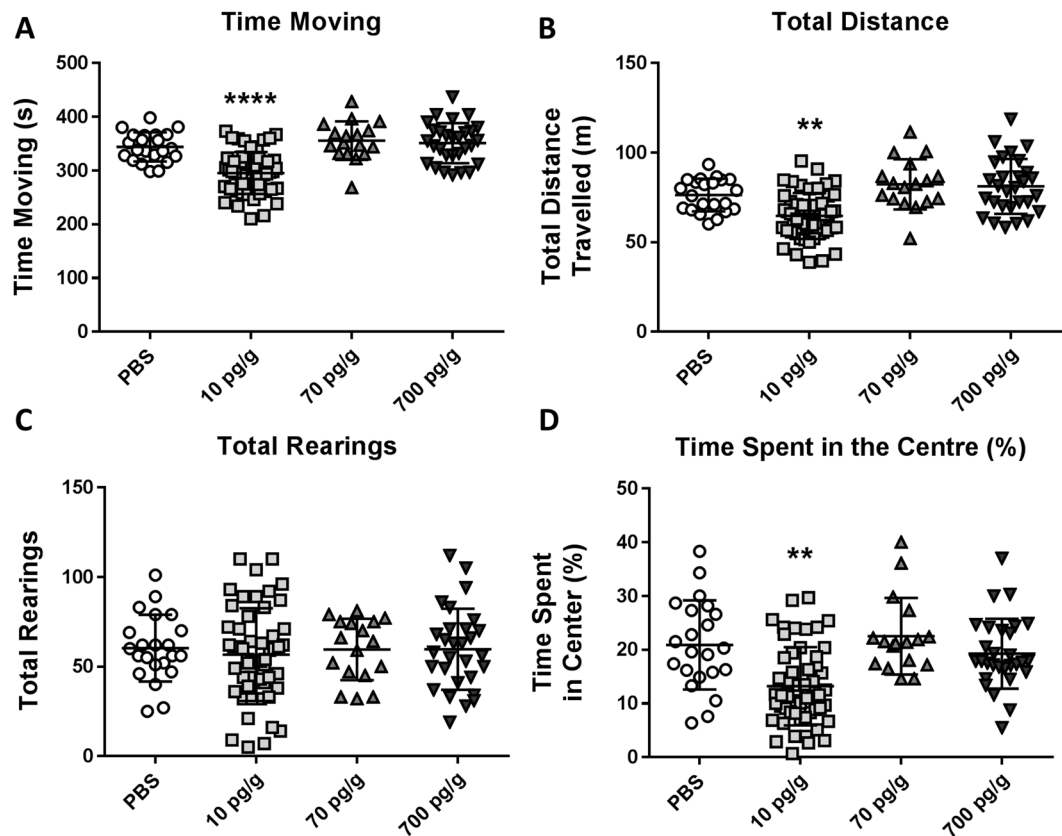 A
Time Moving
Time Moving (s)
500
400
300
200
100
0
****
PBS
10 pg/g
70 pg/g
700 pg/g
B
Total Distance
Total Distance
Travelled (m)
150
100
50
0
**
PBS
10 pg/g
70 pg/g
700 pg/g
C
Total Rearings
Total Rearings
150
100
50
0
PBS
10 pg/g
70 pg/g
700 pg/g
D
Time Spent in the Centre (%)
Time Spent
in Center (%)
50
40
30
20
10
0
**
PBS
10 pg/g
70 pg/g
700 pg/g